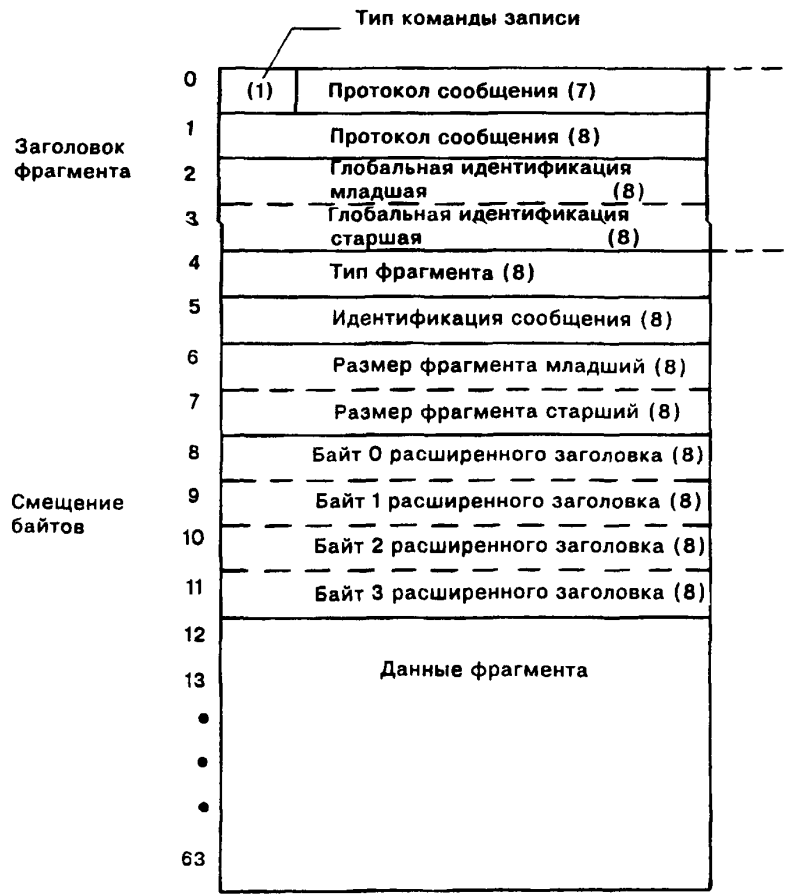 Тип команды записи
0 (1) Протокол сообщения (7)
1 Протокол сообщения (8)
Заголовок
фрагмента
2 Глобальная идентификация
младшая (8)
3 Глобальная идентификация
старшая (8)
4 Тип фрагмента (8)
5 Идентификация сообщения (8)
6 Размер фрагмента младший (8)
7 Размер фрагмента старший (8)
8 Байт 0 расширенного заголовка (8)
Смещение
байтов
9 Байт 1 расширенного заголовка (8)
10 Байт 2 расширенного заголовка (8)
11 Байт 3 расширенного заголовка (8)
12
13 Данные фрагмента
63